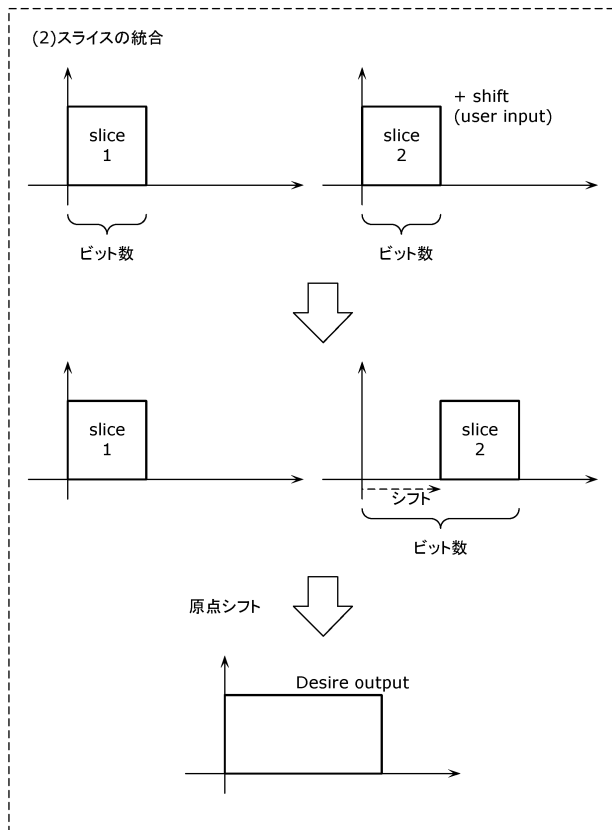 (2)スライスの統合
slice
1
slice
2
+ shift
(user input)
ビット数
ビット数
slice
1
slice
2
シフト
ビット数
原点シフト
Desire output